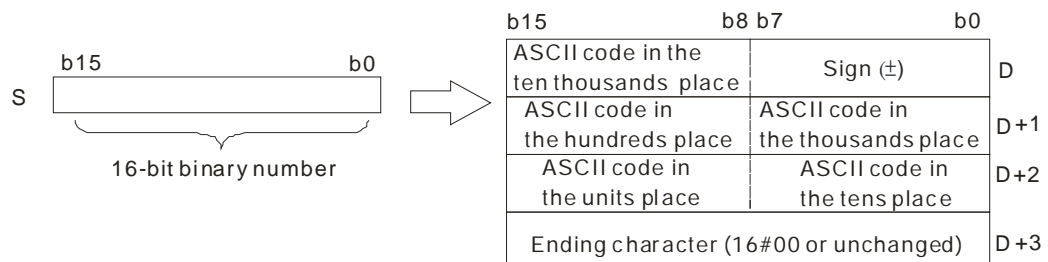 b15 b0
S
16-bit binary number
b15 b8 b7 b0
ASCII code in the
ten thousands place
Sign (±)
D
ASCII code in
the hundreds place
ASCII code in
the thousands place
D+1
ASCII code in
the units place
ASCII code in
the tens place
D+2
Ending character (16#00 or unchanged)
D+3